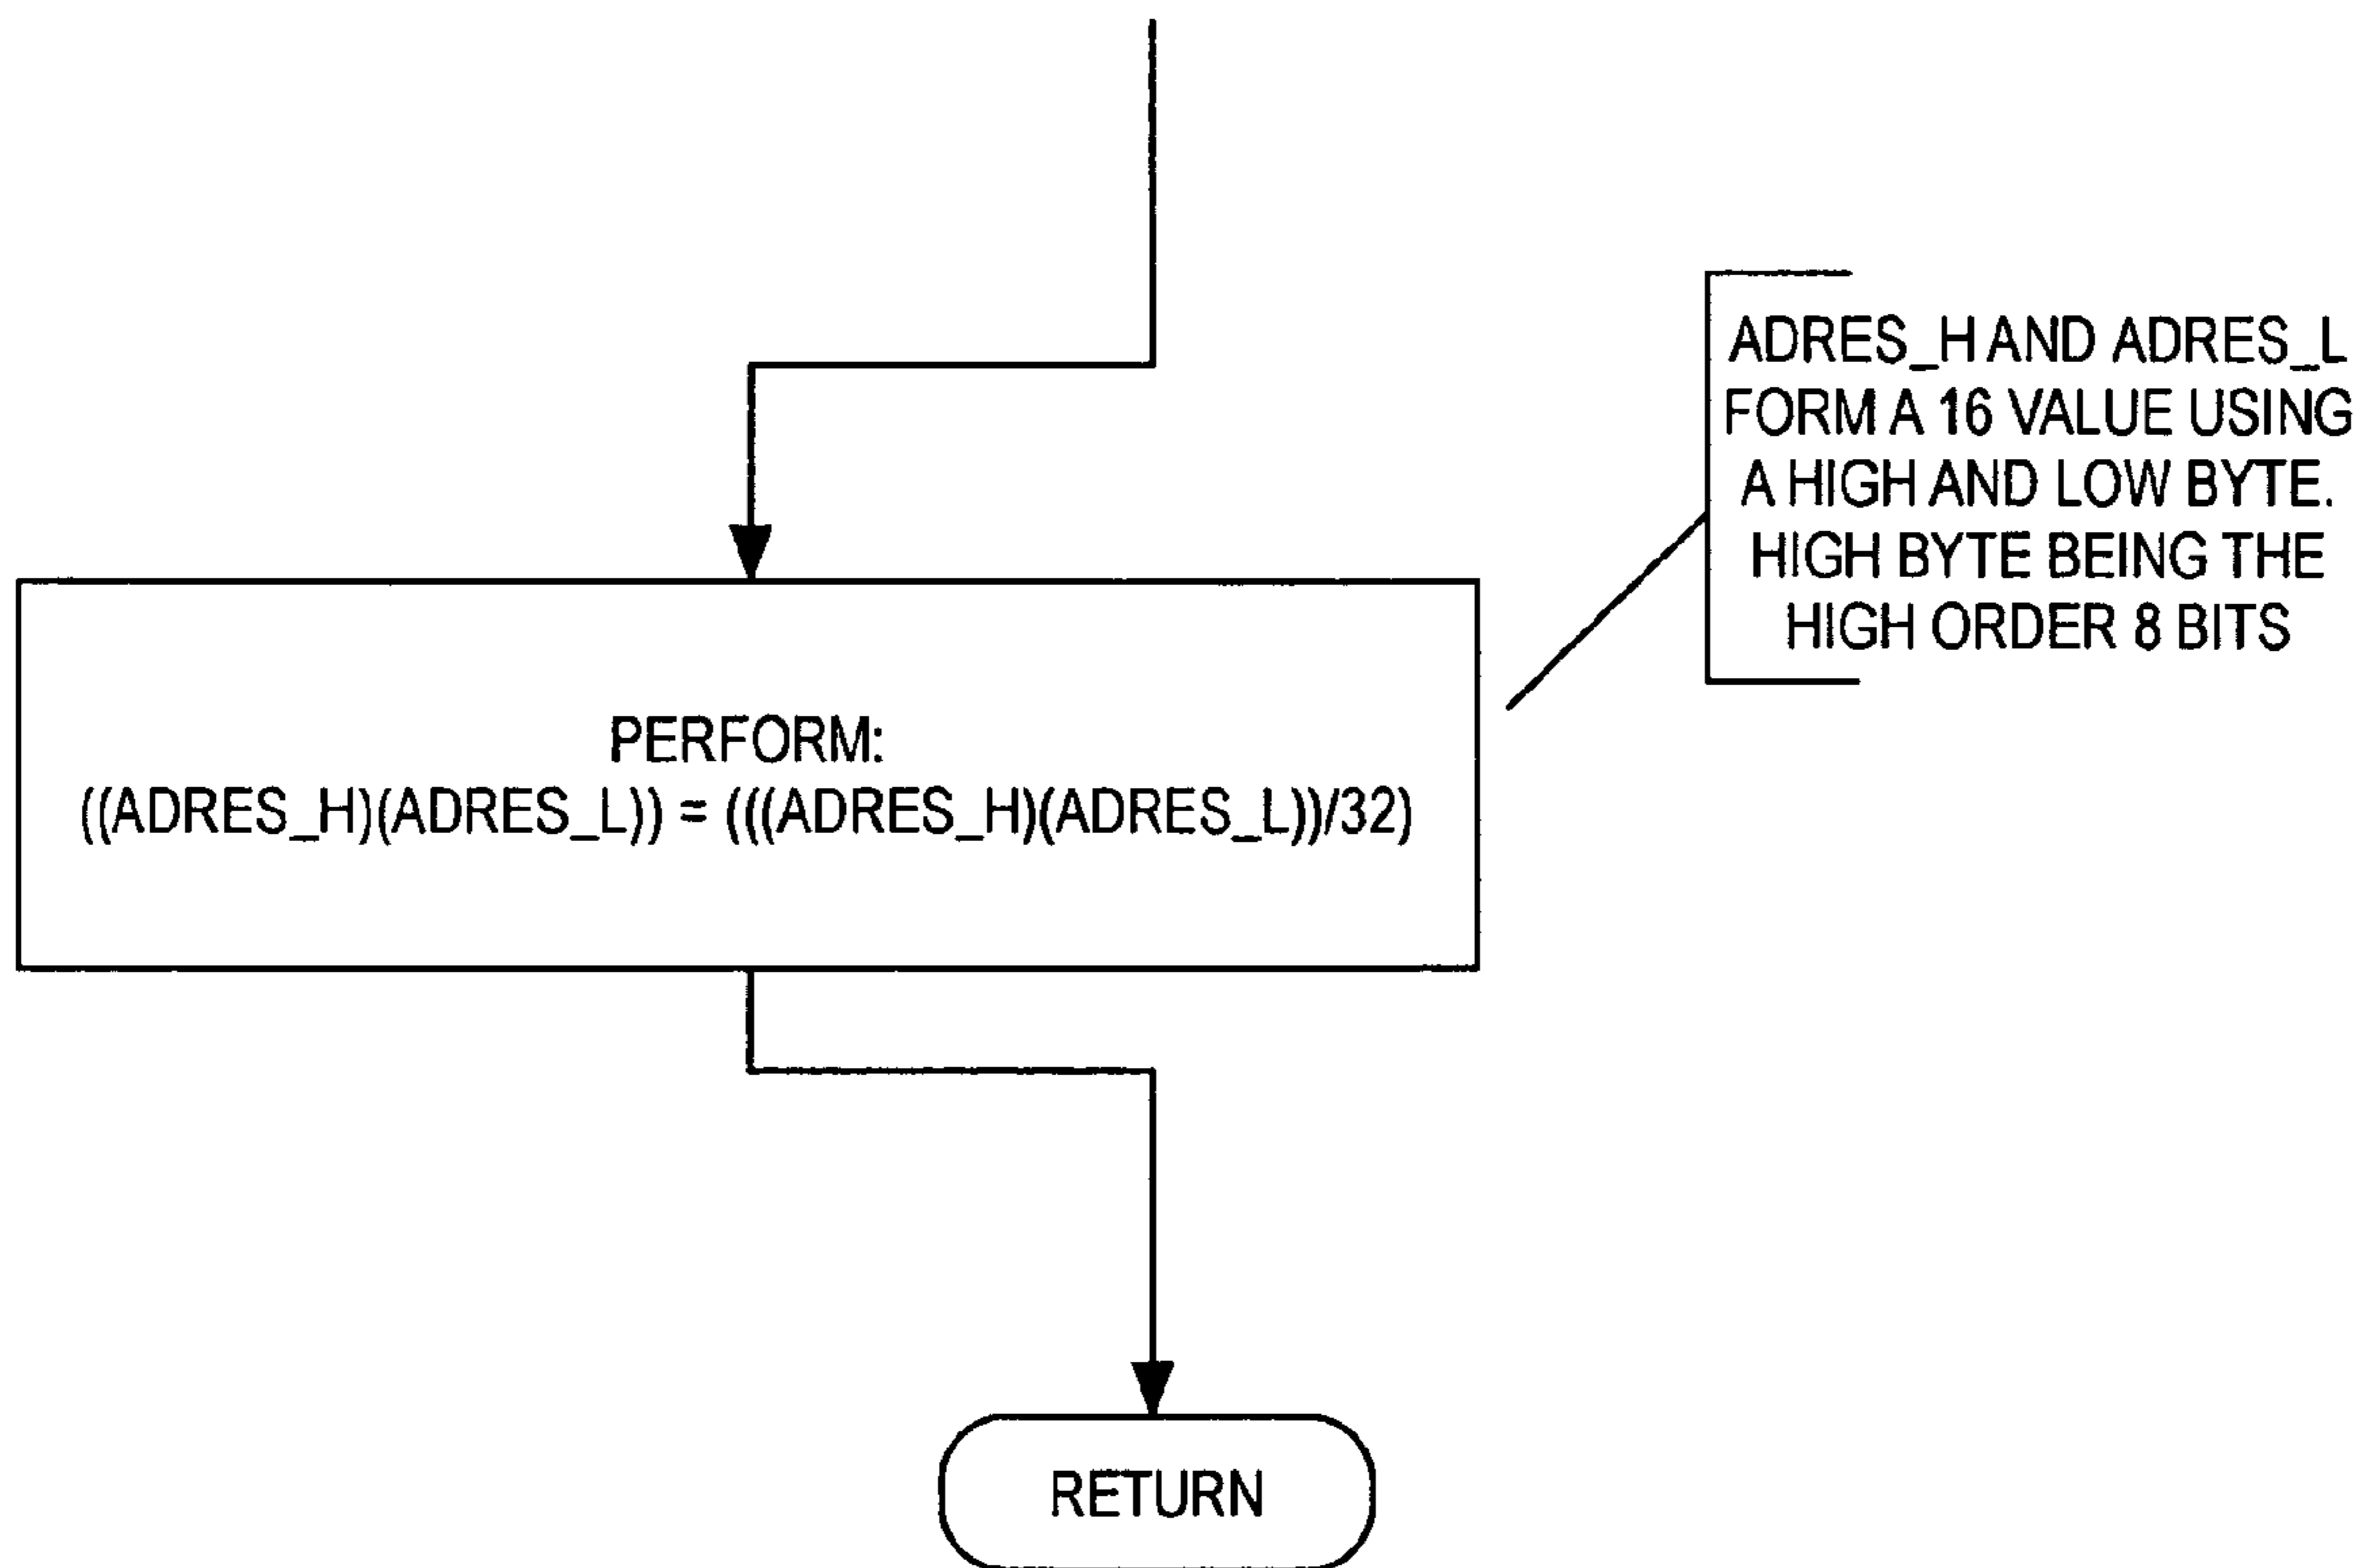 ADRES_H AND ADRES_L
FORM A 16 VALUE USING
A HIGH AND LOW BYTE.
HIGH BYTE BEING THE
HIGH ORDER 8 BITS
PERFORM:
((ADRES_H)(ADRES_L)) = (((ADRES_H)(ADRES_L))/32)
RETURN